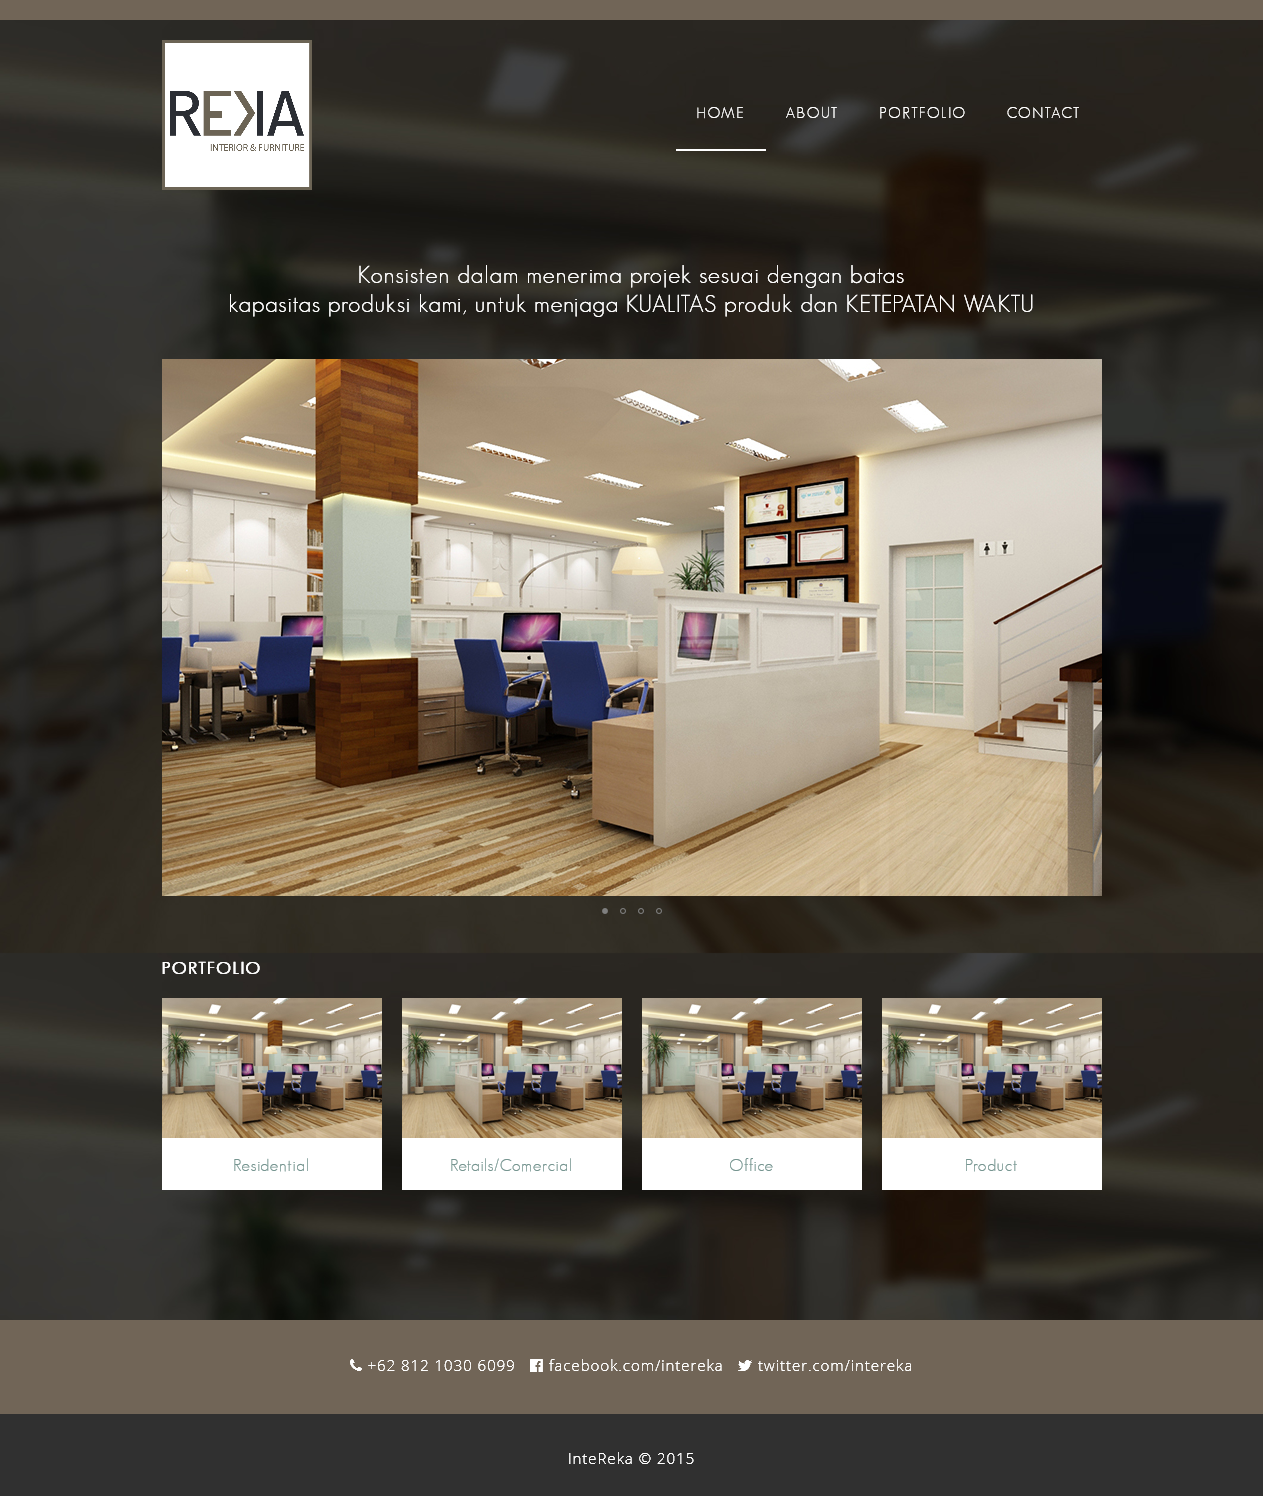 REKA
INTERIOR & FURNITURE
HOME ABOUT PORTFOLIO CONTACT
Konsisten dalam menerima projek sesuai dengan batas
kapasitas produksi kami, untuk menjaga KUALITAS produk dan KETEPATAN WAKTU
PORTFOLIO
Residential Retails/Comercial Office Product
+62 812 1030 6099 facebook.com/intereka twitter.com/intereka
InteReka © 2015